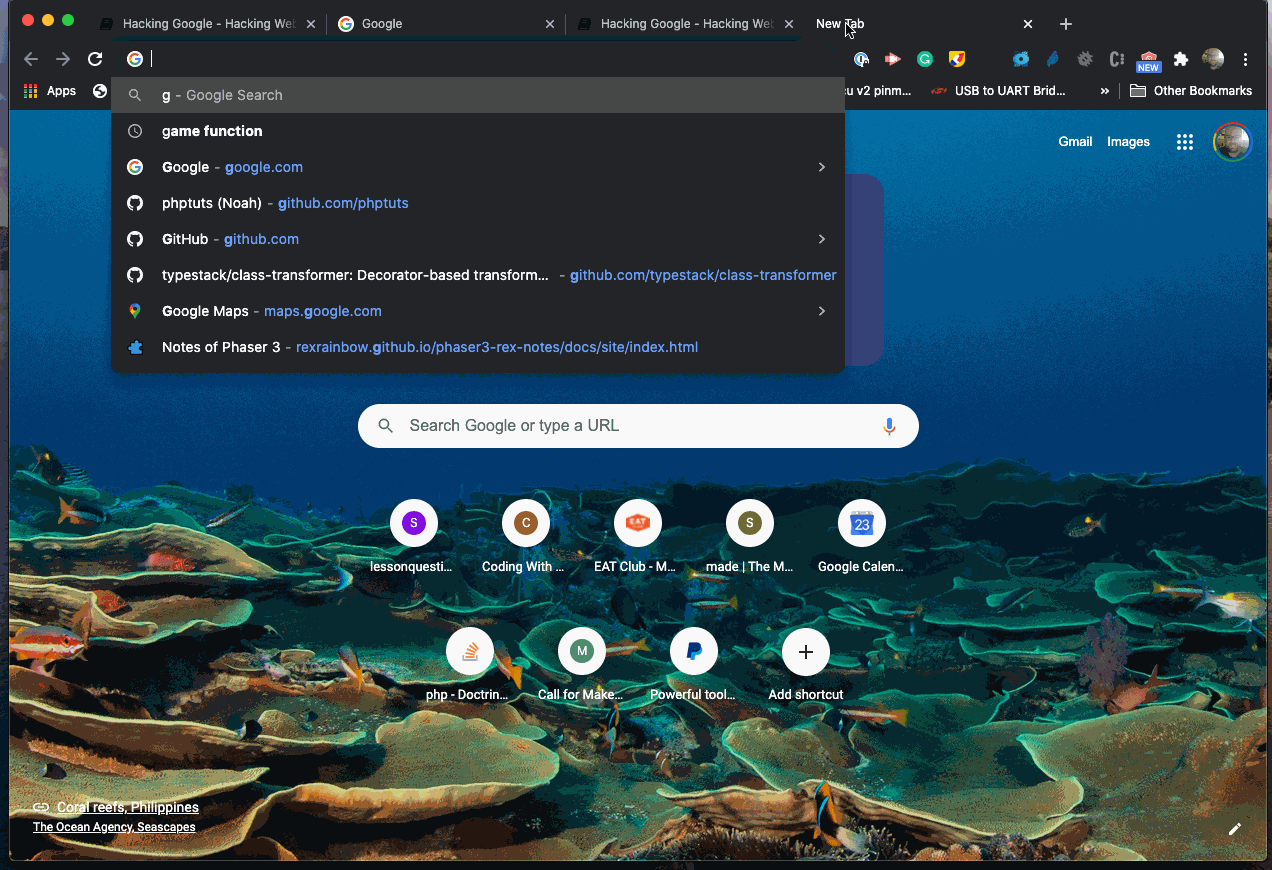 Hacking Google - Hacking Web
Google
Hacking Google - Hacking Web
New Tab
NEW
Apps
cu v2 pinm...
USB to UART Brid...
»
Other Bookmarks
g - Google Search
game function
Google - google.com
phptuts (Noah) - github.com/phptuts
GitHub - github.com
typestack/class-transformer: Decorator-based transform... - github.com/typestack/class-transformer
Google Maps - maps.google.com
Notes of Phaser 3 - rexrainbow.github.io/phaser3-rex-notes/docs/site/index.html
Gmail
Images
Search Google or type a URL
S
C
EAT
S
23
lessonquesti...
Coding With ...
EAT Club - M...
made | The M...
Google Calen...
M
php - Doctrin...
Call for Make...
Powerful tool...
Add shortcut
Coral reefs, Philippines
The Ocean Agency, Seascapes